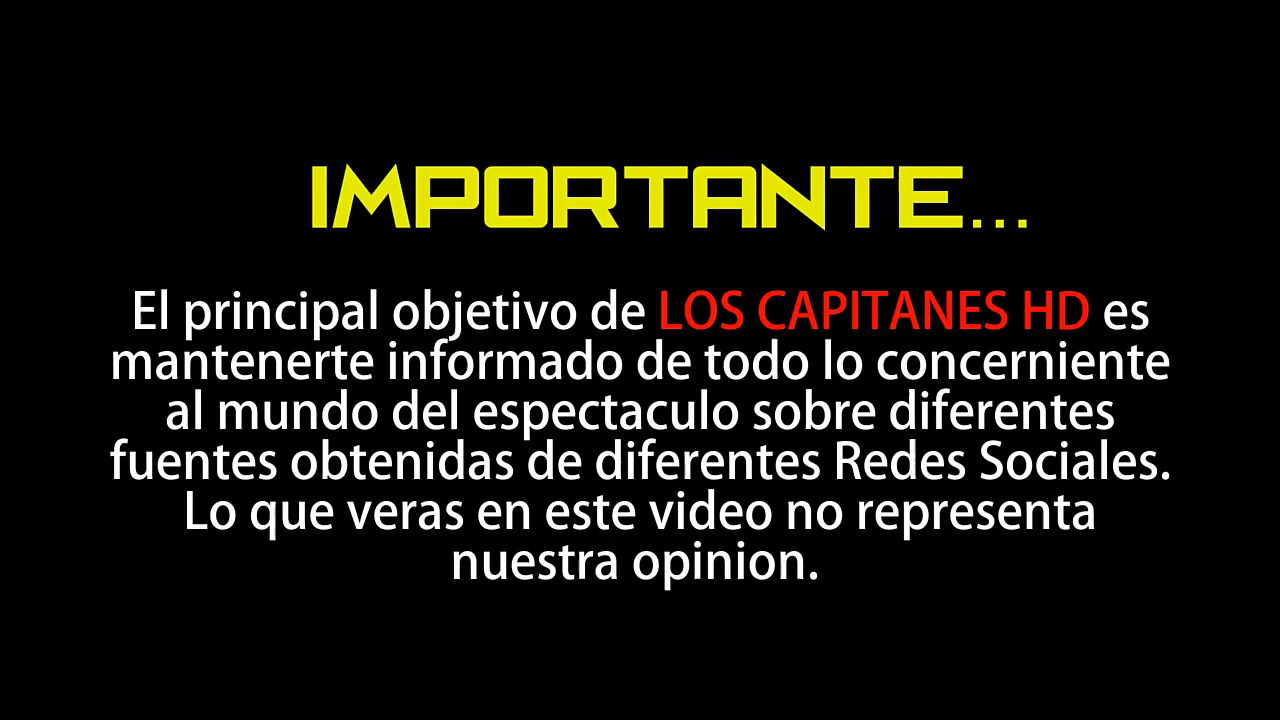 IMPORTANTE...
El principal objetivo de LOS CAPITANES HD es
mantenerte informado de todo lo concerniente
al mundo del espectaculo sobre diferentes
fuentes obtenidas de diferentes Redes Sociales.
Lo que veras en este video no representa
nuestra opinion.